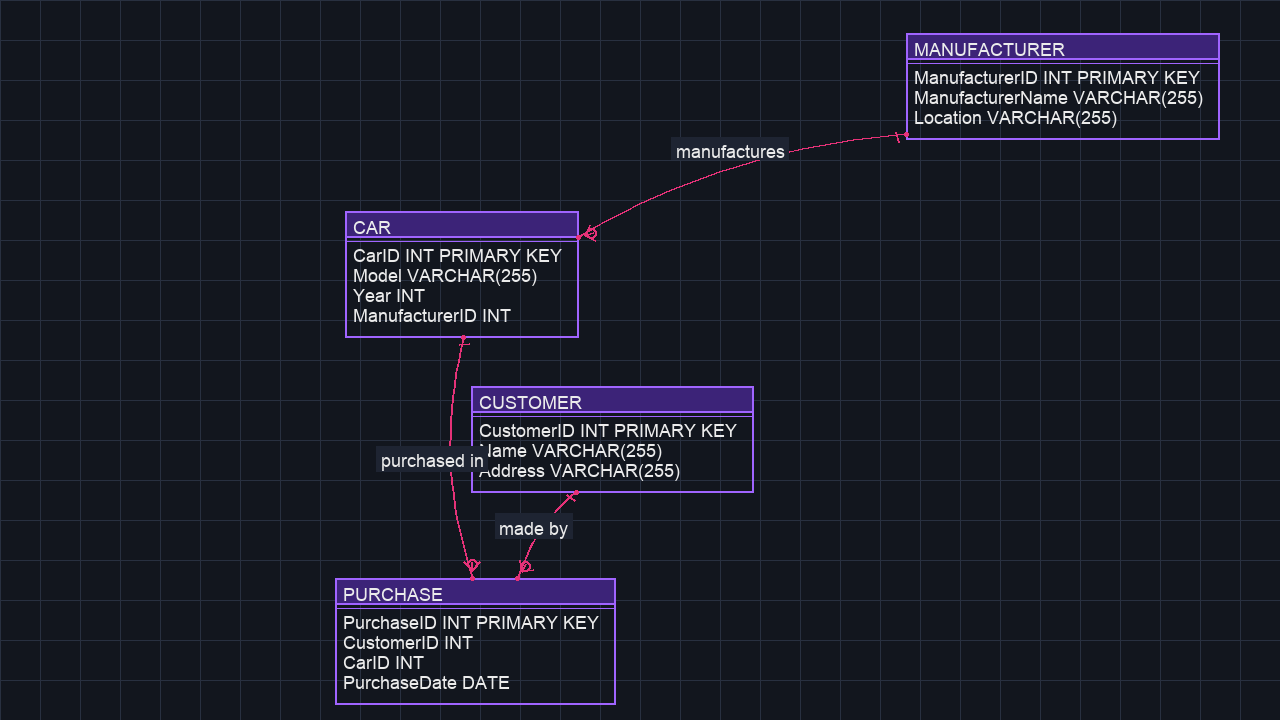 MANUFACTURER
ManufacturerID INT PRIMARY KEY
ManufacturerName VARCHAR(255)
Location VARCHAR(255)
manufactures
CAR
CarID INT PRIMARY KEY
Model VARCHAR(255)
Year INT
ManufacturerID INT
CUSTOMER
CustomerID INT PRIMARY KEY
Name VARCHAR(255)
Address VARCHAR(255)
purchased in
made by
PURCHASE
PurchaseID INT PRIMARY KEY
CustomerID INT
CarID INT
PurchaseDate DATE